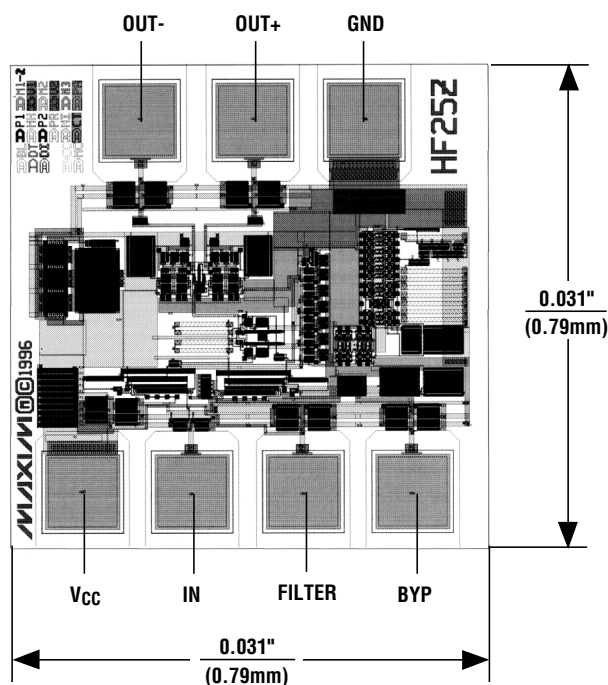 OUT- OUT+ GND
HF25Z
0.031"
(0.79mm)
MAXIM ©1996
VCC IN FILTER BYP
0.031"
(0.79mm)